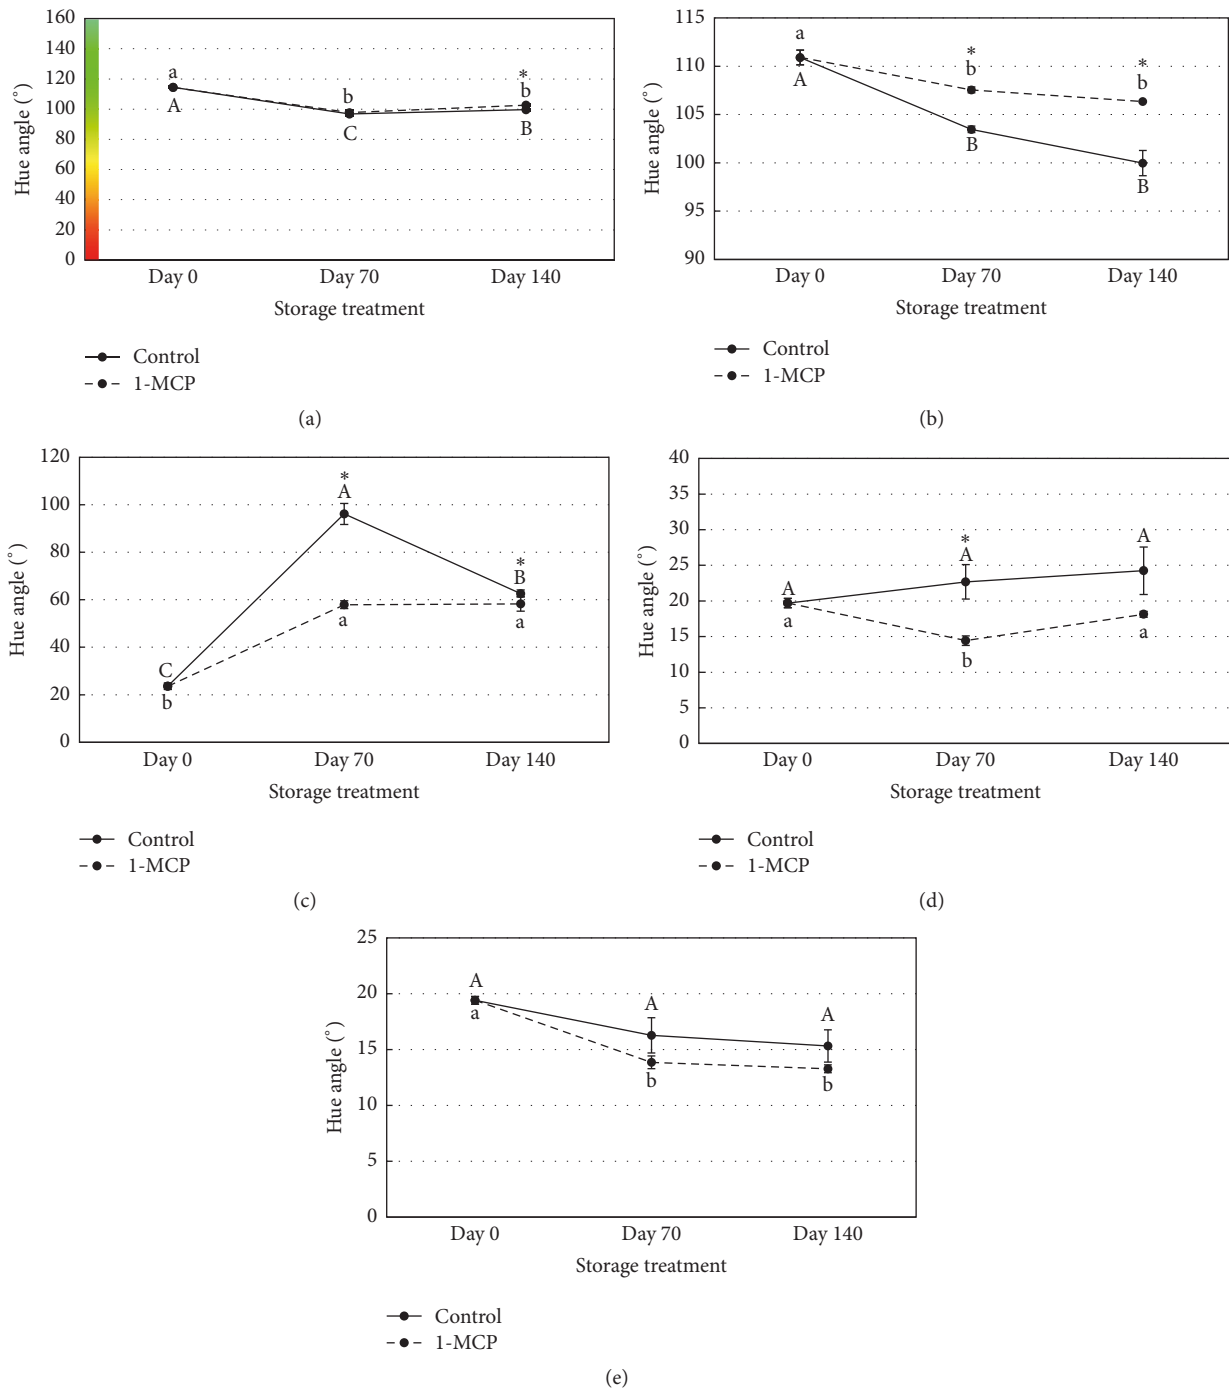 160
140
120
100
80
60
40
20
0
Hue angle (°)
a
A
b
C
*
b
B
Day 0 Day 70 Day 140
Storage treatment
Control
1-MCP
(a)
115
110
105
100
95
90
Hue angle (°)
a
A
*
b
B
*
b
B
Day 0 Day 70 Day 140
Storage treatment
Control
1-MCP
(b)
120
100
80
60
40
20
0
Hue angle (°)
C
b
*
A
a
*
B
a
Day 0 Day 70 Day 140
Storage treatment
Control
1-MCP
(c)
40
35
30
25
20
15
10
5
0
Hue angle (°)
A
a
*
A
b
A
a
Day 0 Day 70 Day 140
Storage treatment
Control
1-MCP
(d)
25
20
15
10
5
0
Hue angle (°)
A
a
A
b
A
b
Day 0 Day 70 Day 140
Storage treatment
Control
1-MCP
(e)